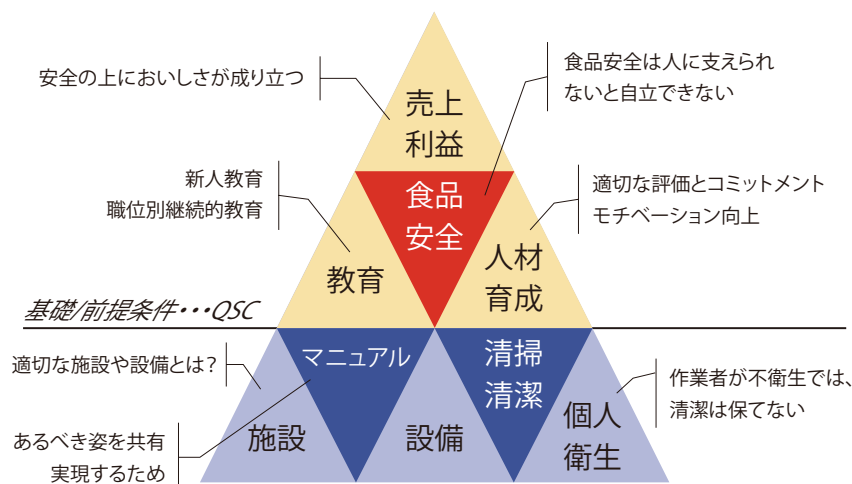 安全の上においしさが成り立つ
食品安全は人に支えられ
ないと自立できない
売上
利益
新人教育
職位別継続的教育
食品
安全
適切な評価とコミットメント
モチベーション向上
教育
人材
育成
基礎/前提条件・・・QSC
適切な施設や設備とは？
マニュアル
清掃
清潔
作業者が不衛生では、
清潔は保てない
あるべき姿を共有
実現するため
施設
設備
個人
衛生